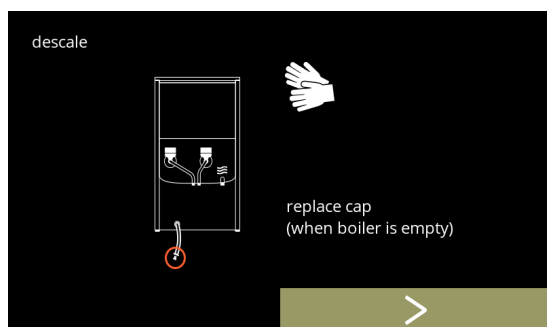 descale
replace cap
(when boiler is empty)